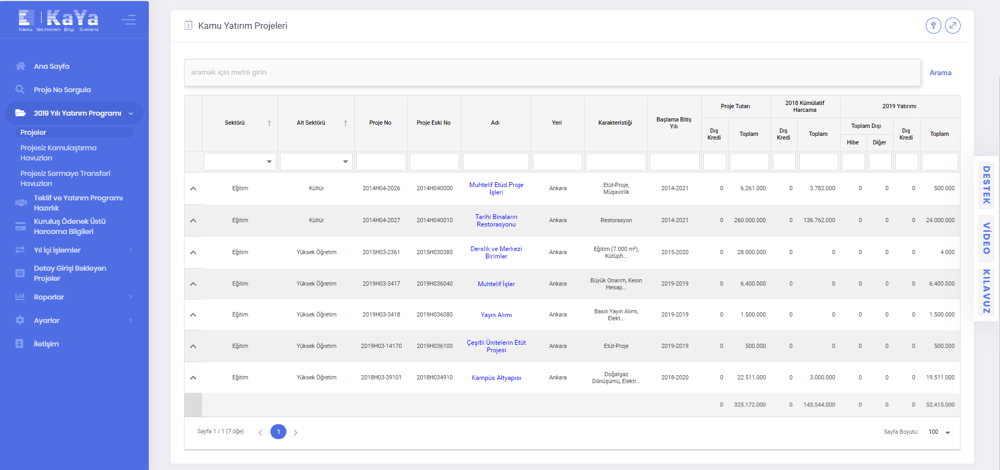 KaYa
Kamu Yatırımları Bilgi Sistemi
Ana Sayfa
Proje No Sorgula
2019 Yılı Yatırım Programı
Projeler
Projesiz Kamulaştırma
Havuzları
Projesiz Sermaye Transferi
Havuzları
Teklif ve Yatırım Programı
Hazırlık
Kuruluş Ödenek Üstü
Harcama Bilgileri
Yıl İçi İşlemler
Detay Girişi Bekleyen
Projeler
Raporlar
Ayarlar
İletişim
Kamu Yatırım Projeleri
?
aramak için metni girin
Arama
Sektörü Alt Sektörü Proje No Proje Eski No Adı Yeri Karakteristiği Başlama Bitiş Yılı
Proje Tutarı 2018 Kümülatif Harcama 2019 Yatırımı
Dış Kredi Toplam Dış Kredi Toplam Toplam Dışı Dış Kredi Toplam
Hibe Diğer
Eğitim Kültür 2014H04-2026 2014H040000 Muhtelif Etüd Proje İşleri Ankara Etüt-Proje, Müşavirlik 2014-2021 0 6.261.000 0 3.782.000 0 0 0 500.000
Eğitim Kültür 2014H04-2027 2014H040010 Tarihi Binaların Restorasyonu Ankara Restorasyon 2014-2021 0 260.000.000 0 136.762.000 0 0 0 24.000.000
Eğitim Yüksek Öğretim 2015H03-2361 2015H030380 Derslik ve Merkezi Birimler Ankara Eğitim (7.000 m²), Kütüph... 2015-2020 0 28.000.000 0 0 0 0 0 4.000
Eğitim Yüksek Öğretim 2019H03-3417 2019H036040 Muhtelif İşler Ankara Büyük Onarım, Kesin Hesap... 2019-2019 0 6.400.000 0 0 0 0 0 6.400.000
Eğitim Yüksek Öğretim 2019H03-3418 2019H036080 Yayın Alımı Ankara Basılı Yayın Alımı, Elekt... 2019-2019 0 1.500.000 0 0 0 0 0 1.500.000
Eğitim Yüksek Öğretim 2019H03-14170 2019H036100 Çeşitli Ünitelerin Etüt Projesi Ankara Etüt-Proje 2019-2019 0 500.000 0 0 0 0 0 500.000
Eğitim Yüksek Öğretim 2018H03-39101 2018H034910 Kampüs Altyapısı Ankara Doğalgaz Dönüşümü, Elektr... 2018-2020 0 22.511.000 0 3.000.000 0 0 0 19.511.000
0 325.172.000 0 143.544.000 0 0 0 52.415.000
Sayfa 1 / 1 (7 öğe) 1
Sayfa Boyutu: 100
DESTEK
VİDEO
KILAVUZ